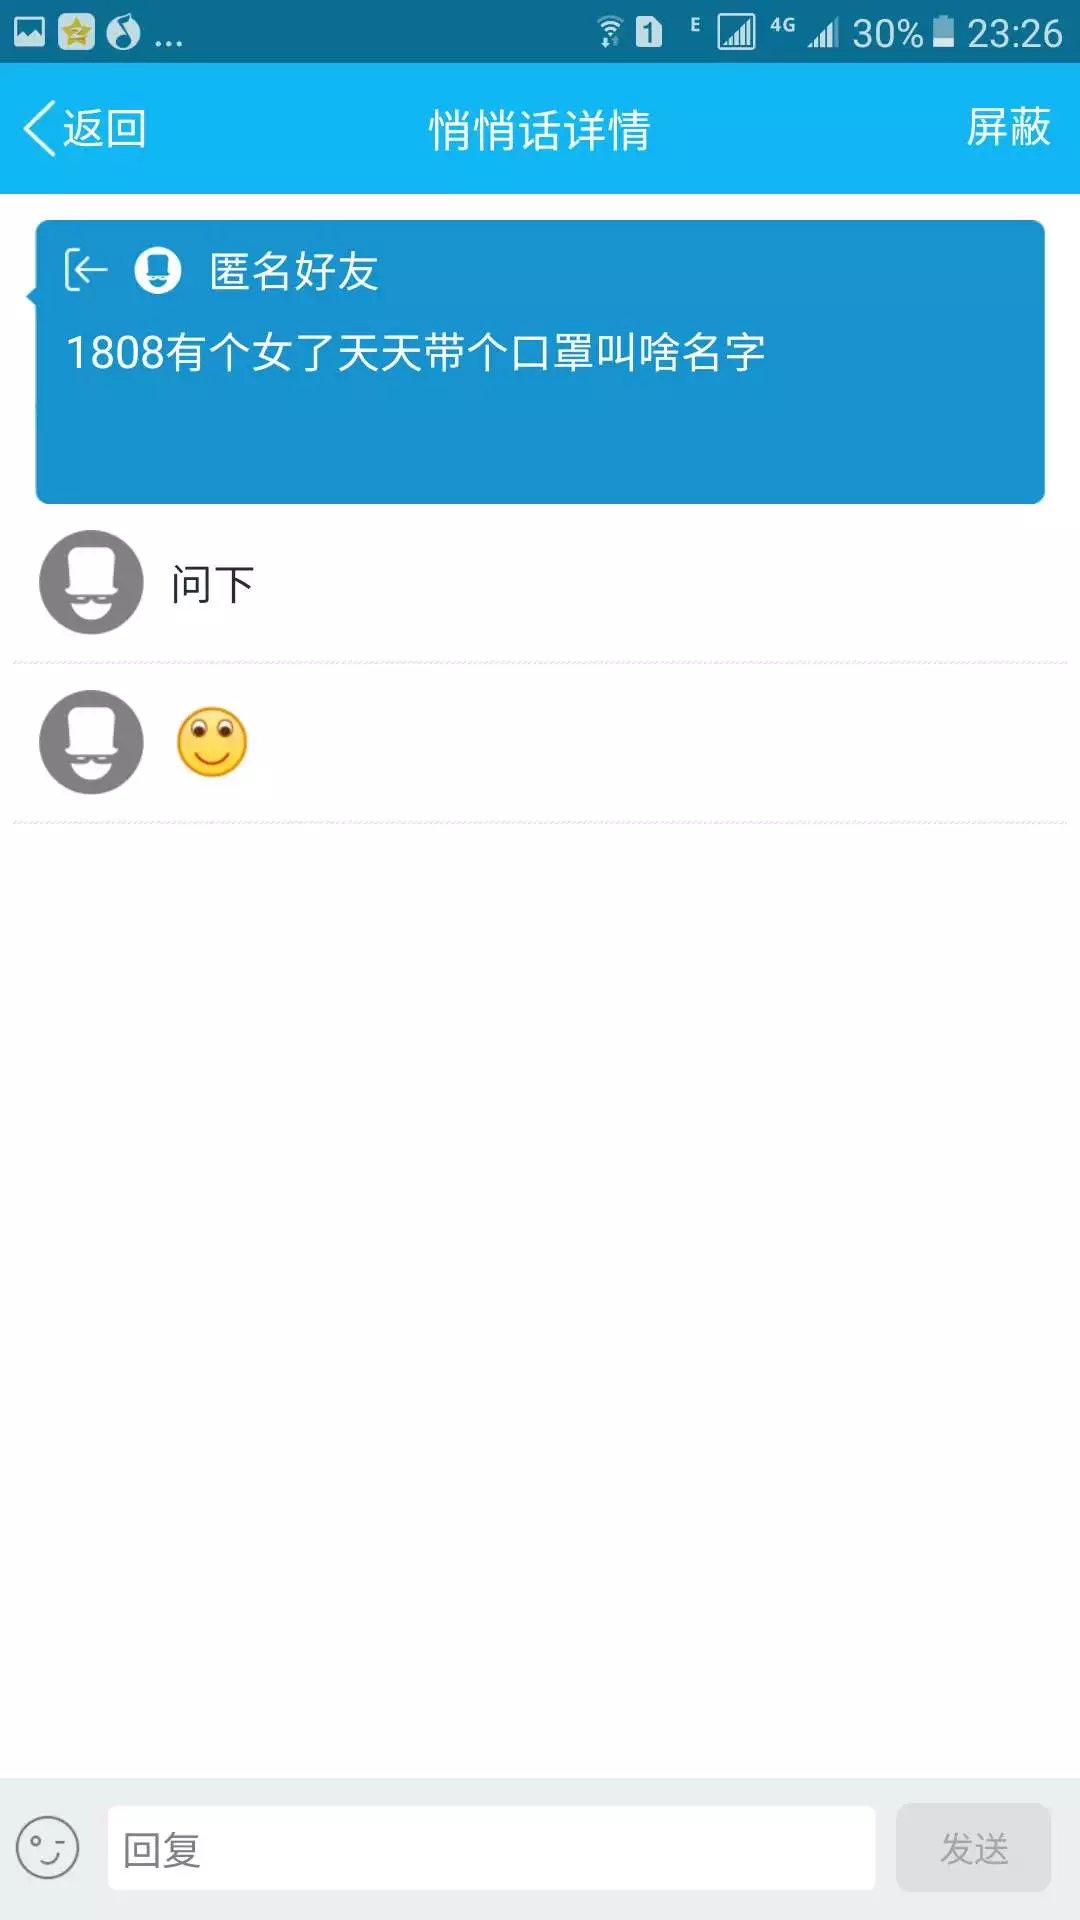 ... 1 E 4G 30% 23:26
返回 悄悄话详情 屏蔽
匿名好友
1808有个女了天天带个口罩叫啥名字
问下
回复 发送